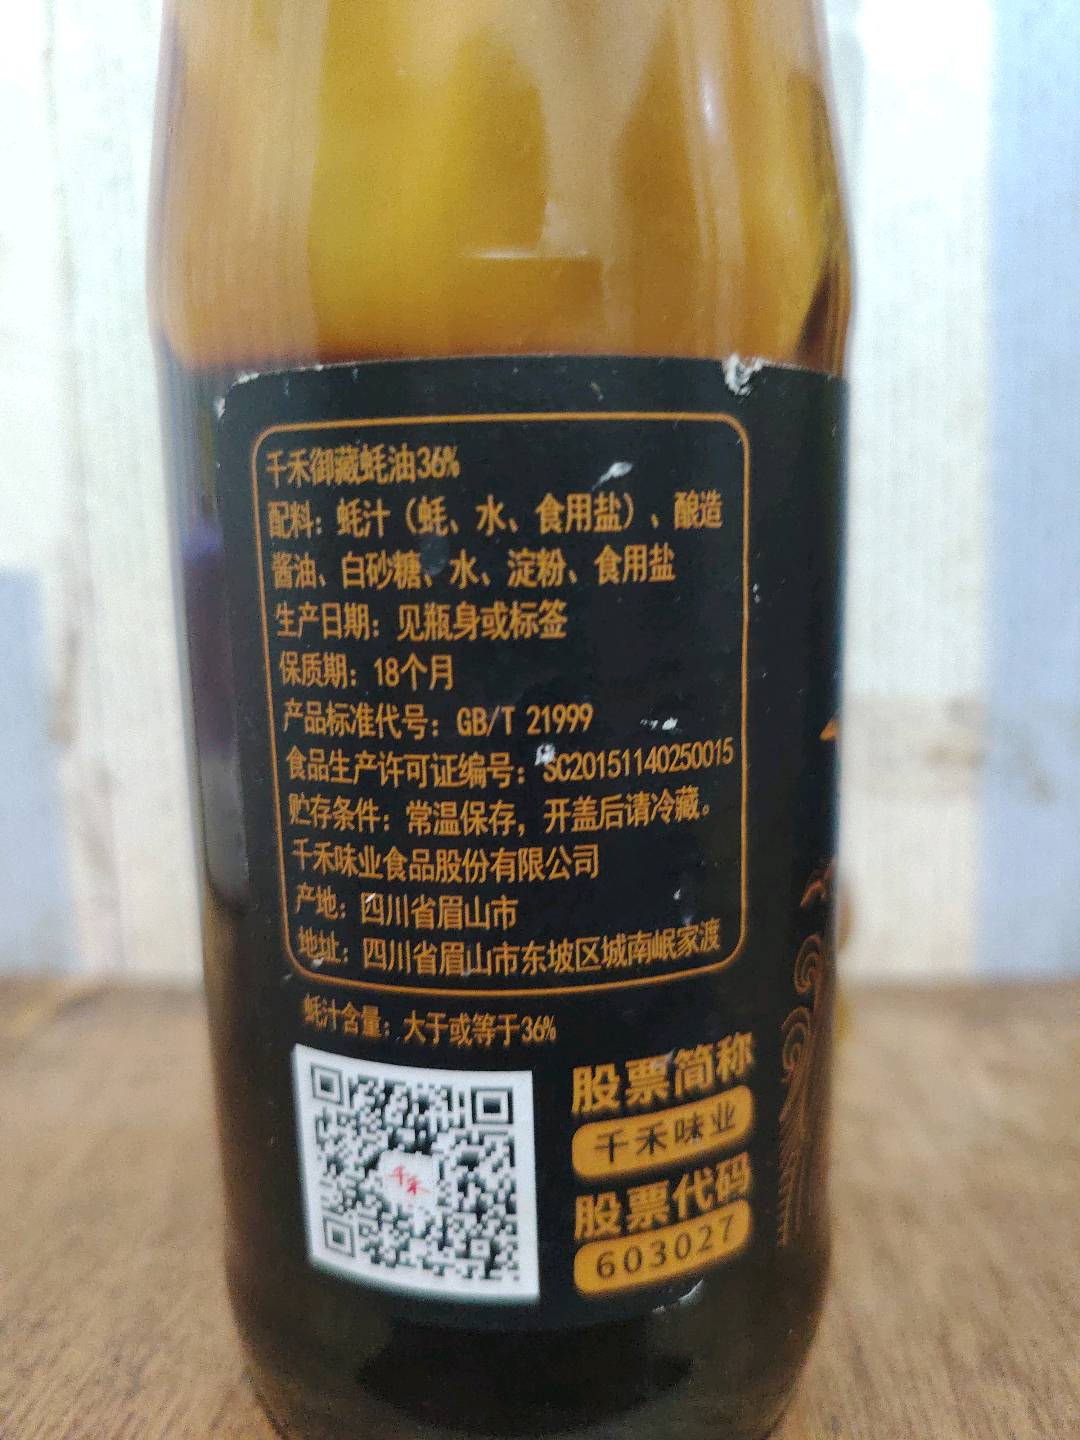 千禾御藏蚝油36%
配料：蚝汁（蚝、水、食用盐）、酿造
酱油、白砂糖、水、淀粉、食用盐
生产日期：见瓶身或标签
保质期：18个月
产品标准代号：GB/T 21999
食品生产许可证编号：SC20151140250015
贮存条件：常温保存，开盖后请冷藏。
千禾味业食品股份有限公司
产地：四川省眉山市
地址：四川省眉山市东坡区城南岷家渡
蚝汁含量：大于或等于36%
千禾
股票简称
千禾味业
股票代码
603027